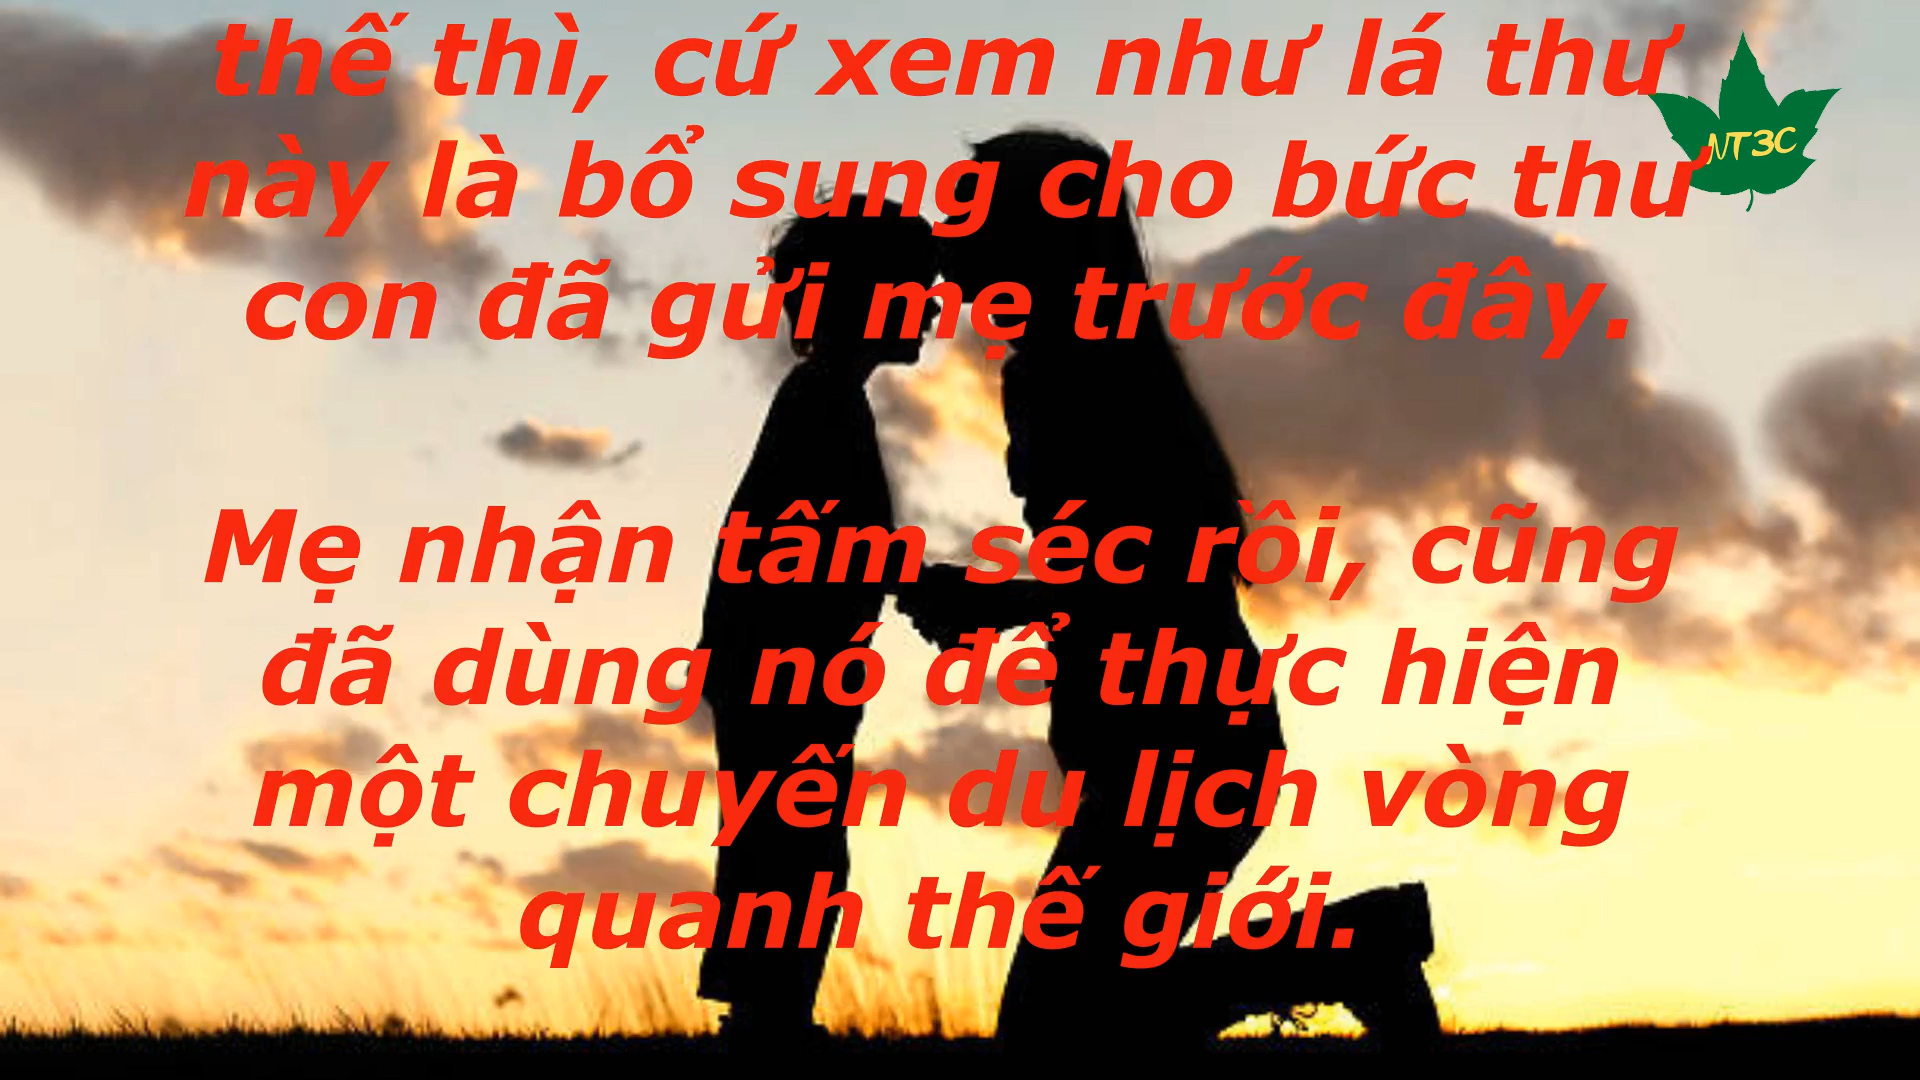 thế thì, cứ xem như lá thư
này là bổ sung cho bức thư
con đã gửi mẹ trước đây.
Mẹ nhận tấm séc rồi, cũng
đã dùng nó để thực hiện
một chuyến du lịch vòng
quanh thế giới.
NT3C